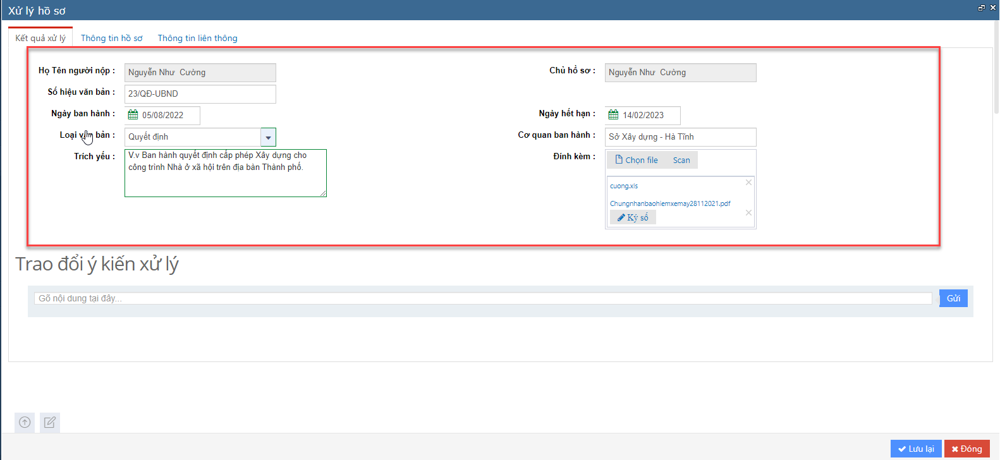 Xử lý hồ sơ
Kết quả xử lý Thông tin hồ sơ Thông tin liên thông
Họ Tên người nộp : Nguyễn Như Cường Chủ hồ sơ : Nguyễn Như Cường
Số hiệu văn bản : 23/QĐ-UBND
Ngày ban hành : 05/08/2022 Ngày hết hạn : 14/02/2023
Loại văn bản : Quyết định Cơ quan ban hành : Sở Xây dựng - Hà Tĩnh
Trích yếu : V.v Ban hành quyết định cấp phép Xây dựng cho
công trình Nhà ở xã hội trên địa bàn Thành phố.
Đính kèm : Chọn file Scan
cuong.xls
Chungnhanbaohiemxemay28112021.pdf
Ký số
Trao đổi ý kiến xử lý
Gõ nội dung tại đây... Gửi
Lưu lại Đóng